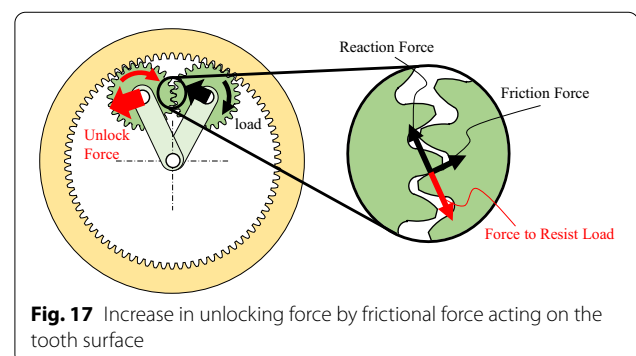 Reaction Force
Friction Force
Unlock
Force
load
Force to Resist Load
Fig. 17 Increase in unlocking force by frictional force acting on the
tooth surface